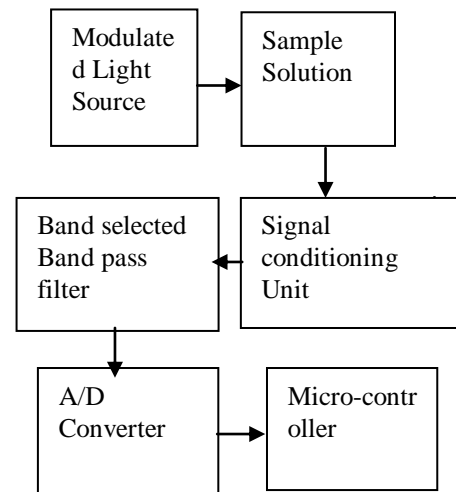 Modulate
d Light
Source
Sample
Solution
Band selected
Band pass
filter
Signal
conditioning
Unit
A/D
Converter
Micro-contr
oller